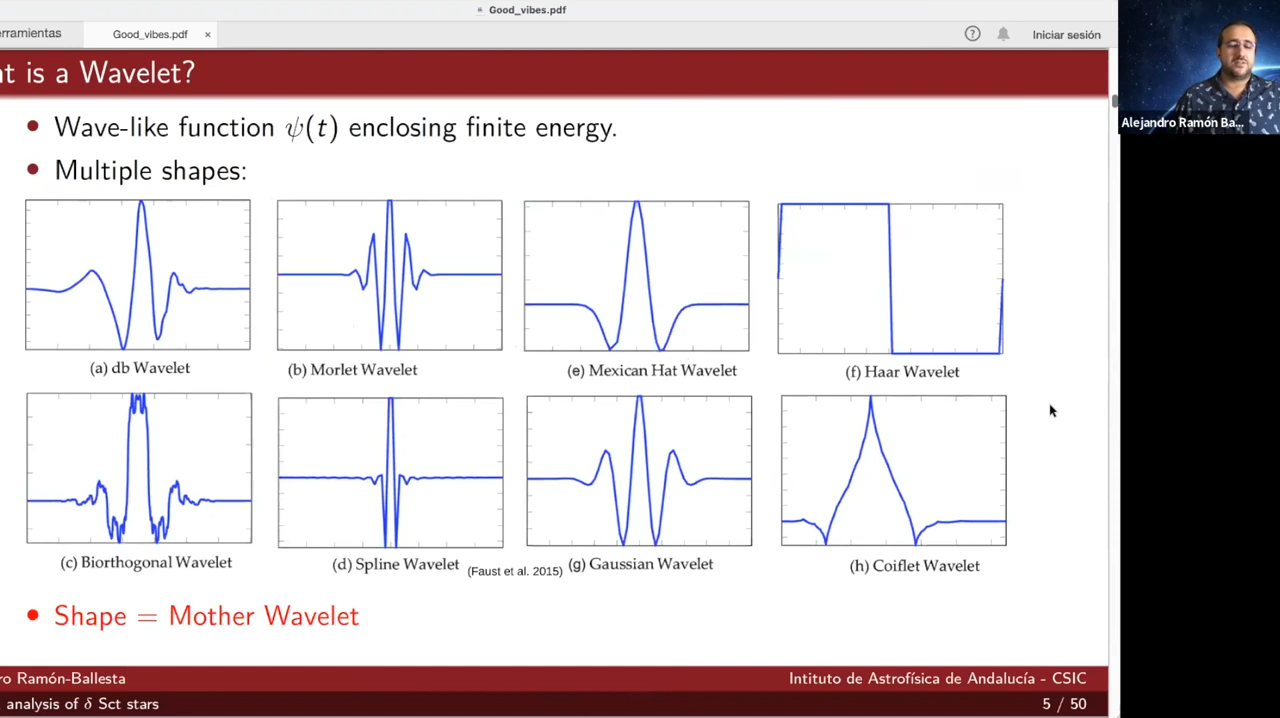 Good_vibes.pdf
erramientas
Good_vibes.pdf ×
? Iniciar sesión
t is a Wavelet?
Alejandro Ramón Ba...
• Wave-like function ψ(t) enclosing finite energy.
• Multiple shapes:
(a) db Wavelet
(b) Morlet Wavelet
(e) Mexican Hat Wavelet
(f) Haar Wavelet
(c) Biorthogonal Wavelet
(d) Spline Wavelet
(Faust et al. 2015)
(g) Gaussian Wavelet
(h) Coiflet Wavelet
• Shape = Mother Wavelet
ro Ramón-Ballesta
Intituto de Astrofísica de Andalucía - CSIC
analysis of δ Sct stars
5 / 50